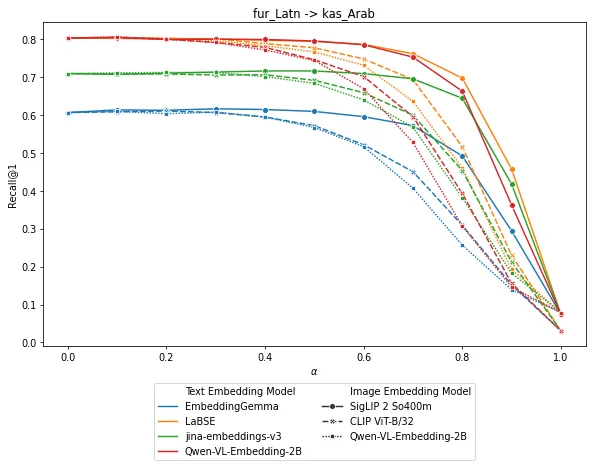 fur_Latn -> kas_Arab
Recall@1
0.8
0.7
0.6
0.5
0.4
0.3
0.2
0.1
0.0
0.0 0.2 0.4 0.6 0.8 1.0
α
Text Embedding Model
EmbeddingGemma
LaBSE
jina-embeddings-v3
Qwen-VL-Embedding-2B
Image Embedding Model
SigLIP 2 So400m
CLIP ViT-B/32
Qwen-VL-Embedding-2B